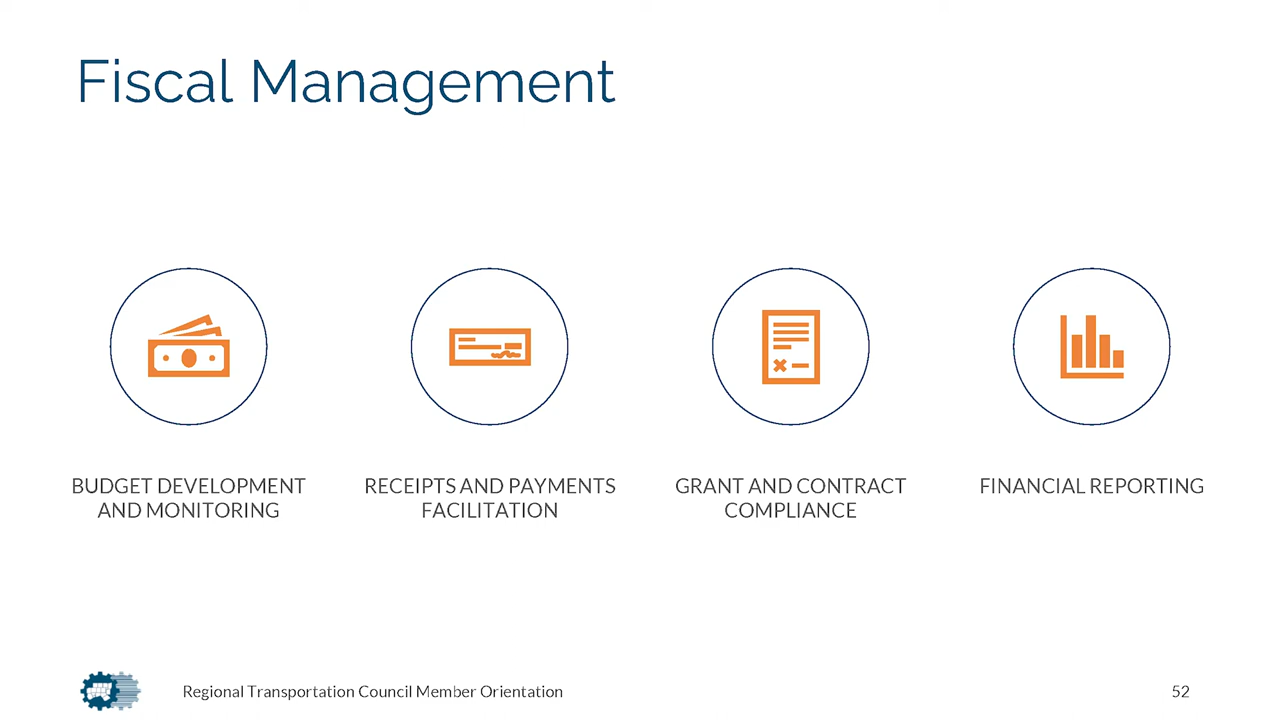 Fiscal Management
BUDGET DEVELOPMENT
AND MONITORING
RECEIPTS AND PAYMENTS
FACILITATION
GRANT AND CONTRACT
COMPLIANCE
FINANCIAL REPORTING
Regional Transportation Council Member Orientation
52